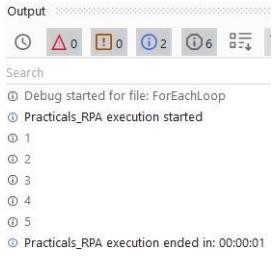 Output
0 0 2 6
Search
Debug started for file: ForEachLoop
Practicals_RPA execution started
1
2
3
4
5
Practicals_RPA execution ended in: 00:00:01